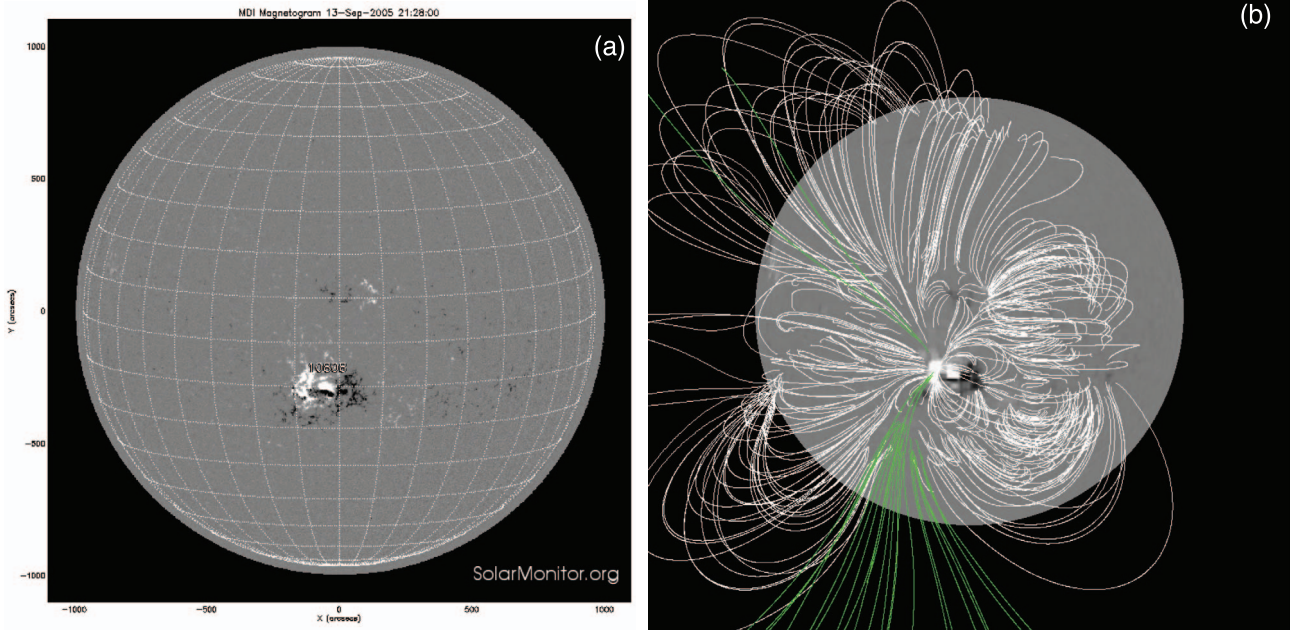 MDI Magnetogram 13-Sep-2005 21:28:00
(a)
(b)
1000
500
0
-500
-1000
Y (arcsecs)
10808
SolarMonitor.org
-1000
-500
0
500
1000
X (arcsecs)